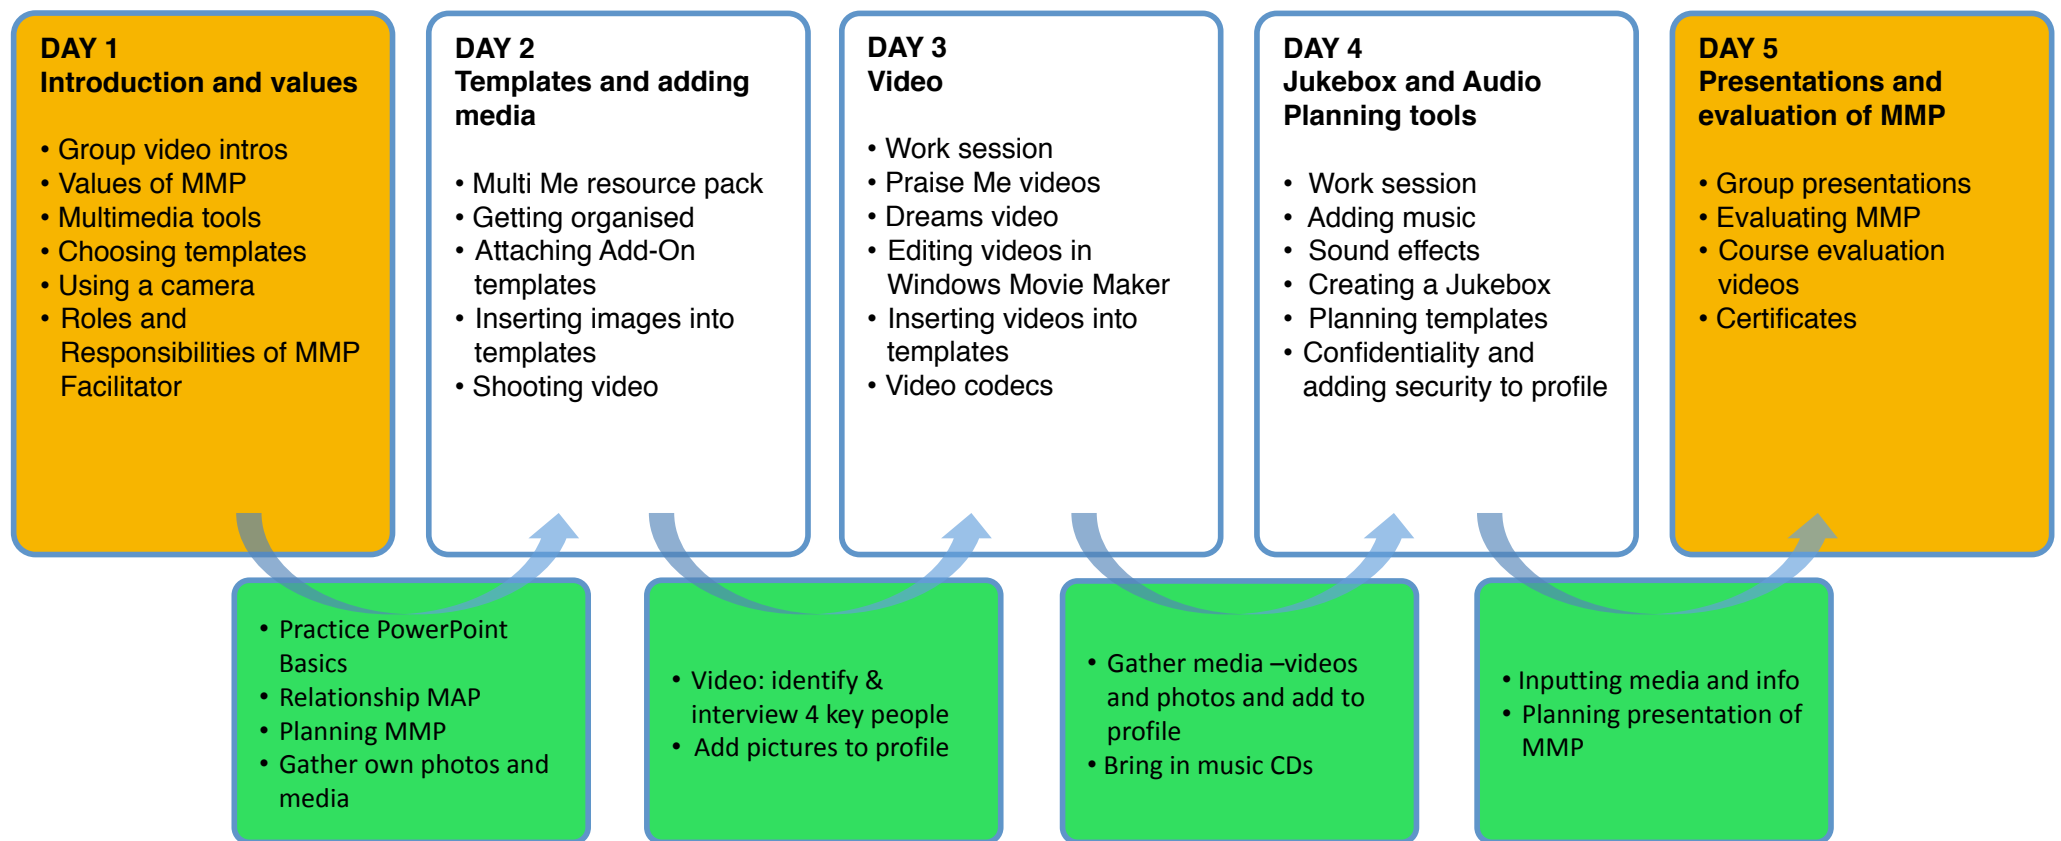 DAY 1
Introduction and values
• Group video intros
• Values of MMP
• Multimedia tools
• Choosing templates
• Using a camera
• Roles and
Responsibilities of MMP
Facilitator
DAY 2
Templates and adding
media
• Multi Me resource pack
• Getting organised
• Attaching Add-On
templates
• Inserting images into
templates
• Shooting video
DAY 3
Video
• Work session
• Praise Me videos
• Dreams video
• Editing videos in
Windows Movie Maker
• Inserting videos into
templates
• Video codecs
DAY 4
Jukebox and Audio
Planning tools
• Work session
• Adding music
• Sound effects
• Creating a Jukebox
• Planning templates
• Confidentiality and
adding security to profile
DAY 5
Presentations and
evaluation of MMP
• Group presentations
• Evaluating MMP
• Course evaluation
videos
• Certificates
• Practice PowerPoint
Basics
• Relationship MAP
• Planning MMP
• Gather own photos and
media
• Video: identify &
interview 4 key people
• Add pictures to profile
• Gather media –videos
and photos and add to
profile
• Bring in music CDs
• Inputting media and info
• Planning presentation of
MMP